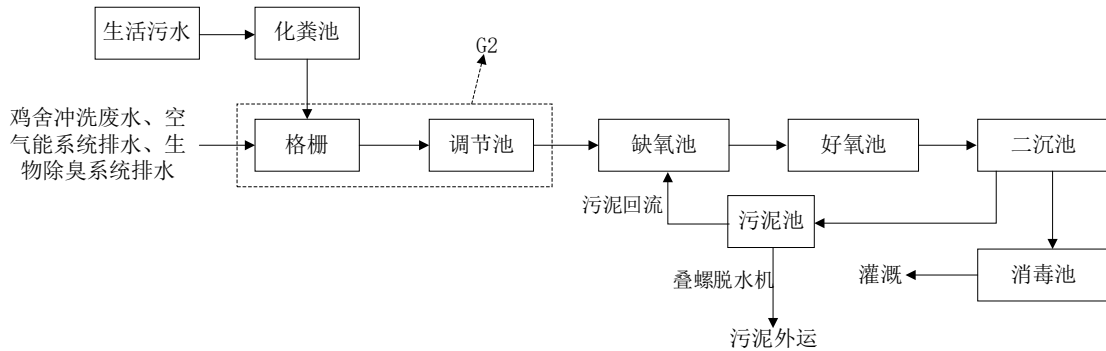 生活污水
化粪池
G2
鸡舍冲洗废水、空
气能系统排水、生
物除臭系统排水
格栅
调节池
缺氧池
好氧池
二沉池
污泥回流
污泥池
叠螺脱水机
灌溉
消毒池
污泥外运